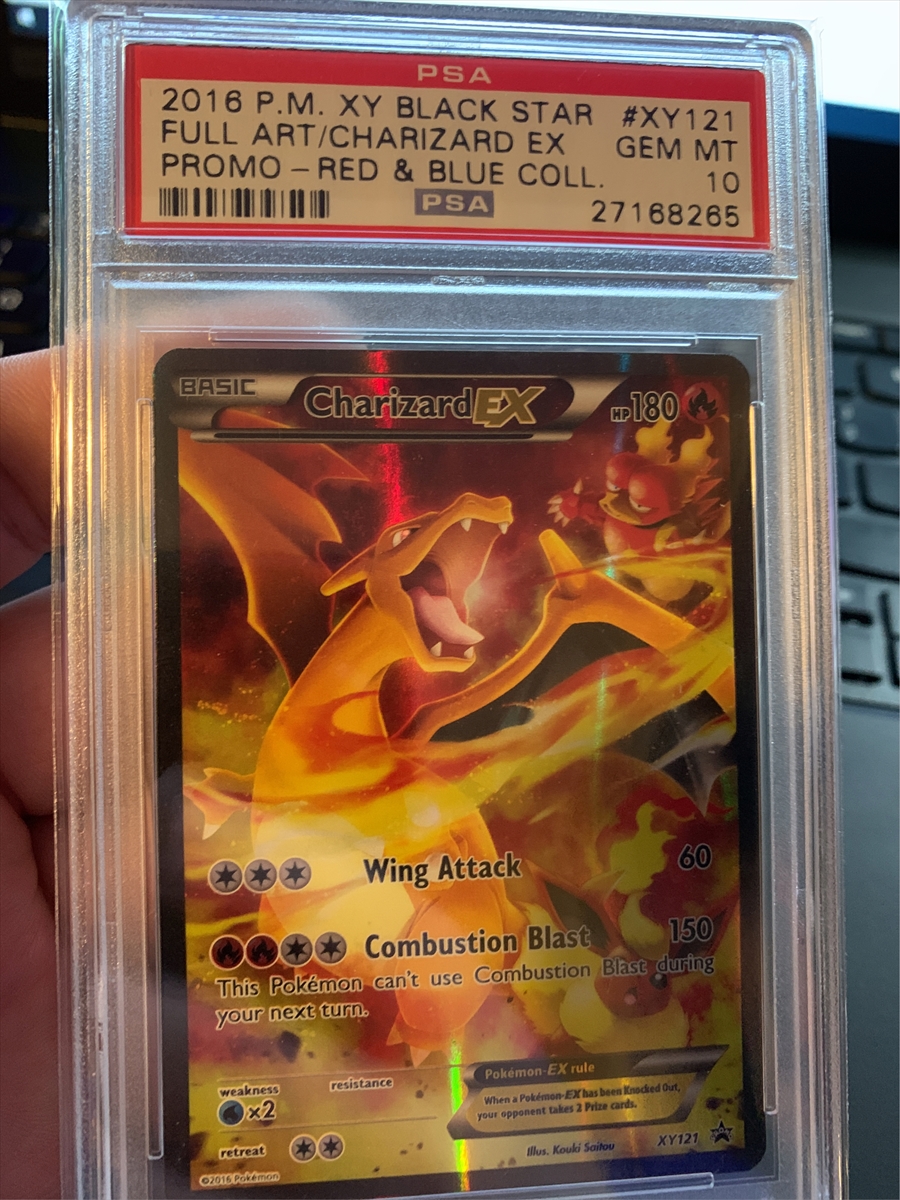 PSA
2016 P.M. XY BLACK STAR #XY121
FULL ART/CHARIZARD EX GEM MT
PROMO – RED & BLUE COLL. 10
PSA 27168265
BASIC Charizard EX HP180
Wing Attack 60
Combustion Blast 150
This Pokémon can't use Combustion Blast during
your next turn.
Pokémon-EX rule
When a Pokémon-EX has been Knocked Out,
your opponent takes 2 Prize cards.
weakness resistance
×2
retreat
Illus. Kouki Saitou XY121
©2016 Pokémon